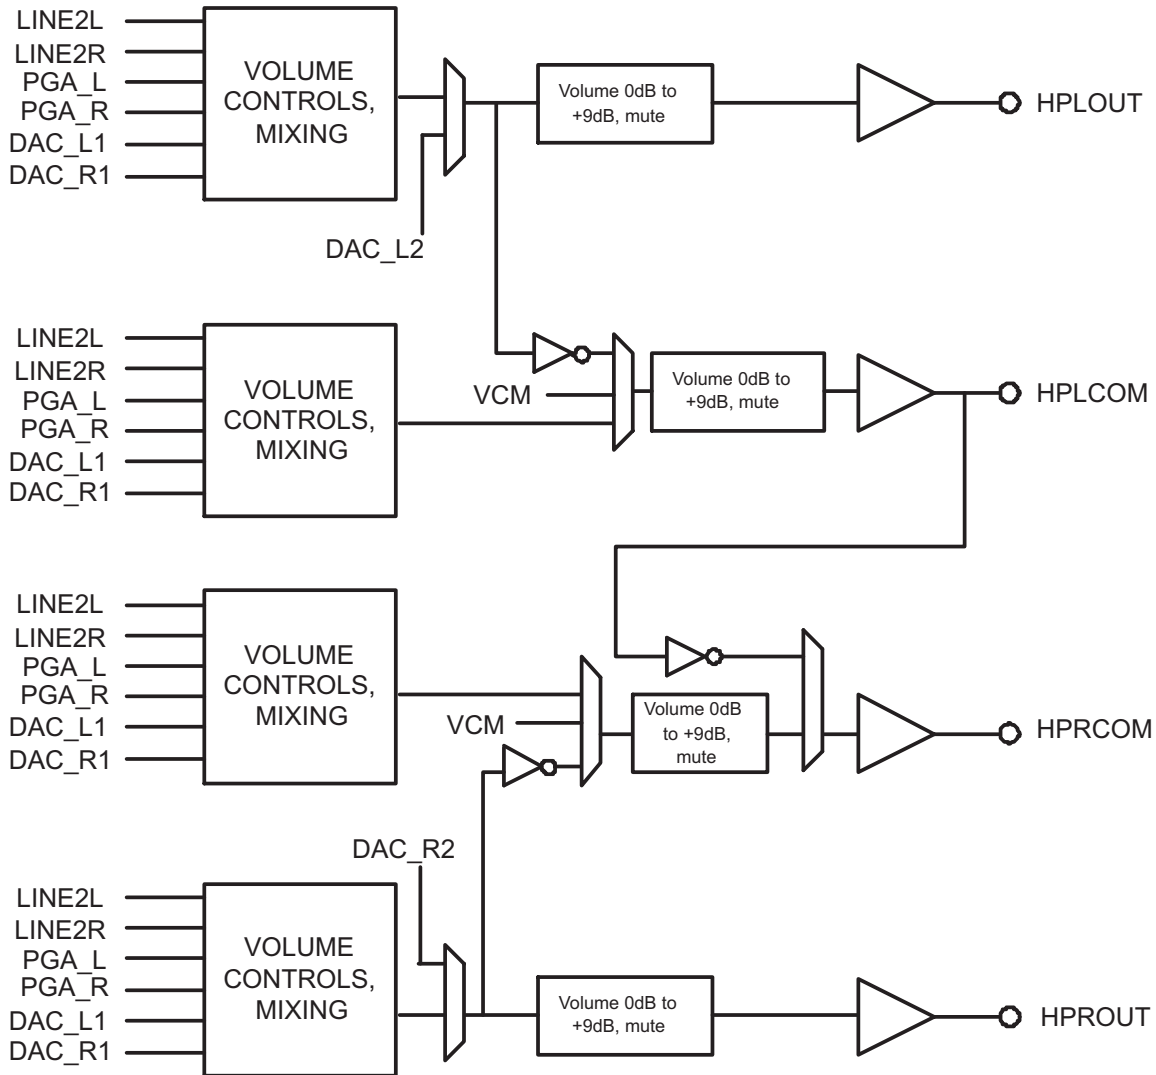 LINE2L
LINE2R
PGA_L
PGA_R
DAC_L1
DAC_R1
VOLUME
CONTROLS,
MIXING
DAC_L2
Volume 0dB to
+9dB, mute
HPLOUT
LINE2L
LINE2R
PGA_L
PGA_R
DAC_L1
DAC_R1
VOLUME
CONTROLS,
MIXING
VCM
Volume 0dB to
+9dB, mute
HPLCOM
LINE2L
LINE2R
PGA_L
PGA_R
DAC_L1
DAC_R1
VOLUME
CONTROLS,
MIXING
VCM
Volume 0dB
to +9dB,
mute
HPRCOM
DAC_R2
LINE2L
LINE2R
PGA_L
PGA_R
DAC_L1
DAC_R1
VOLUME
CONTROLS,
MIXING
Volume 0dB to
+9dB, mute
HPROUT